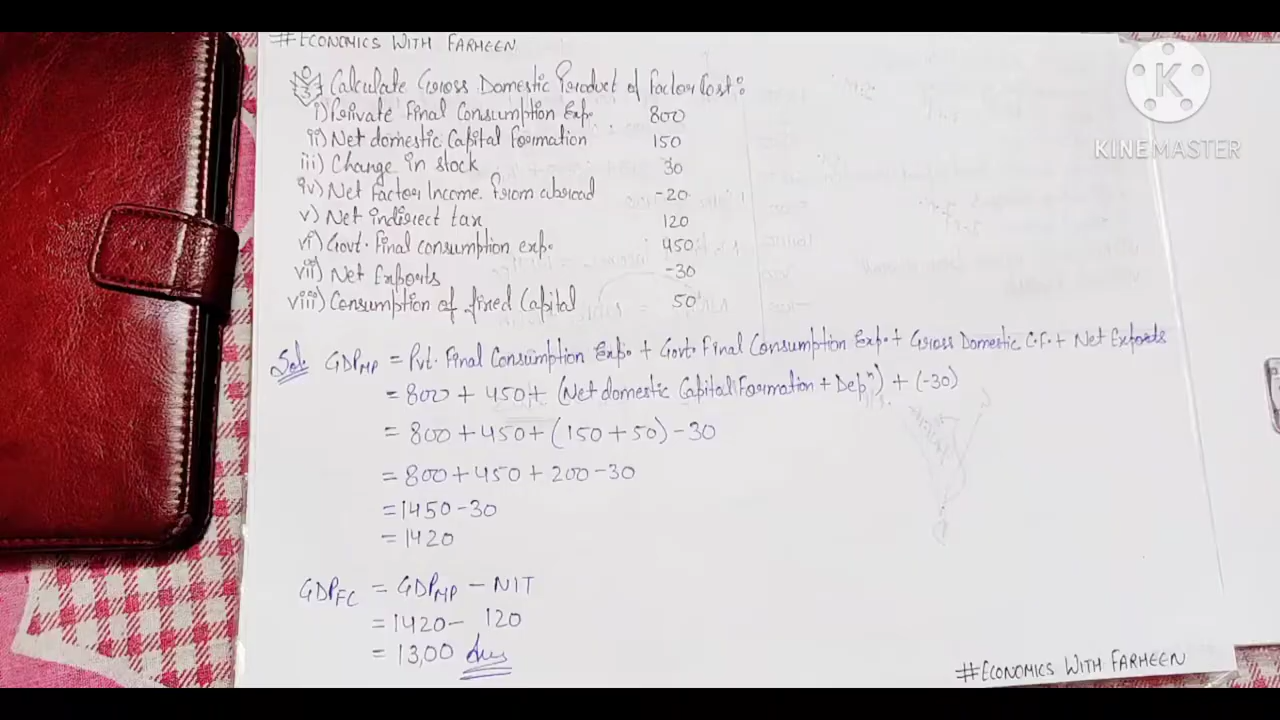 #ECONOMICS WITH FARHEEN
K
KINEMASTER
Q3 Calculate Gross Domestic Product of Factor Cost:
i) Private Final Consumption Exp. 800
ii) Net domestic Capital Formation 150
iii) Change in stock 30
iv) Net Factor Income From abroad -20
v) Net indirect tax 120
vi) Govt. Final consumption exp. 450
vii) Net Exports -30
viii) Consumption of fixed Capital 50
Sol. GDPMP = Pvt. Final Consumption Exp. + Govt. Final Consumption Exp. + Gross Domestic C.F. + Net Exports
= 800 + 450 + (Net domestic Capital Formation + Depn) + (-30)
= 800 + 450 + (150 + 50) - 30
= 800 + 450 + 200 - 30
= 1450 - 30
= 1420
GDPFC = GDPMP - NIT
= 1420 - 120
= 13,00 Ans
#ECONOMICS WITH FARHEEN